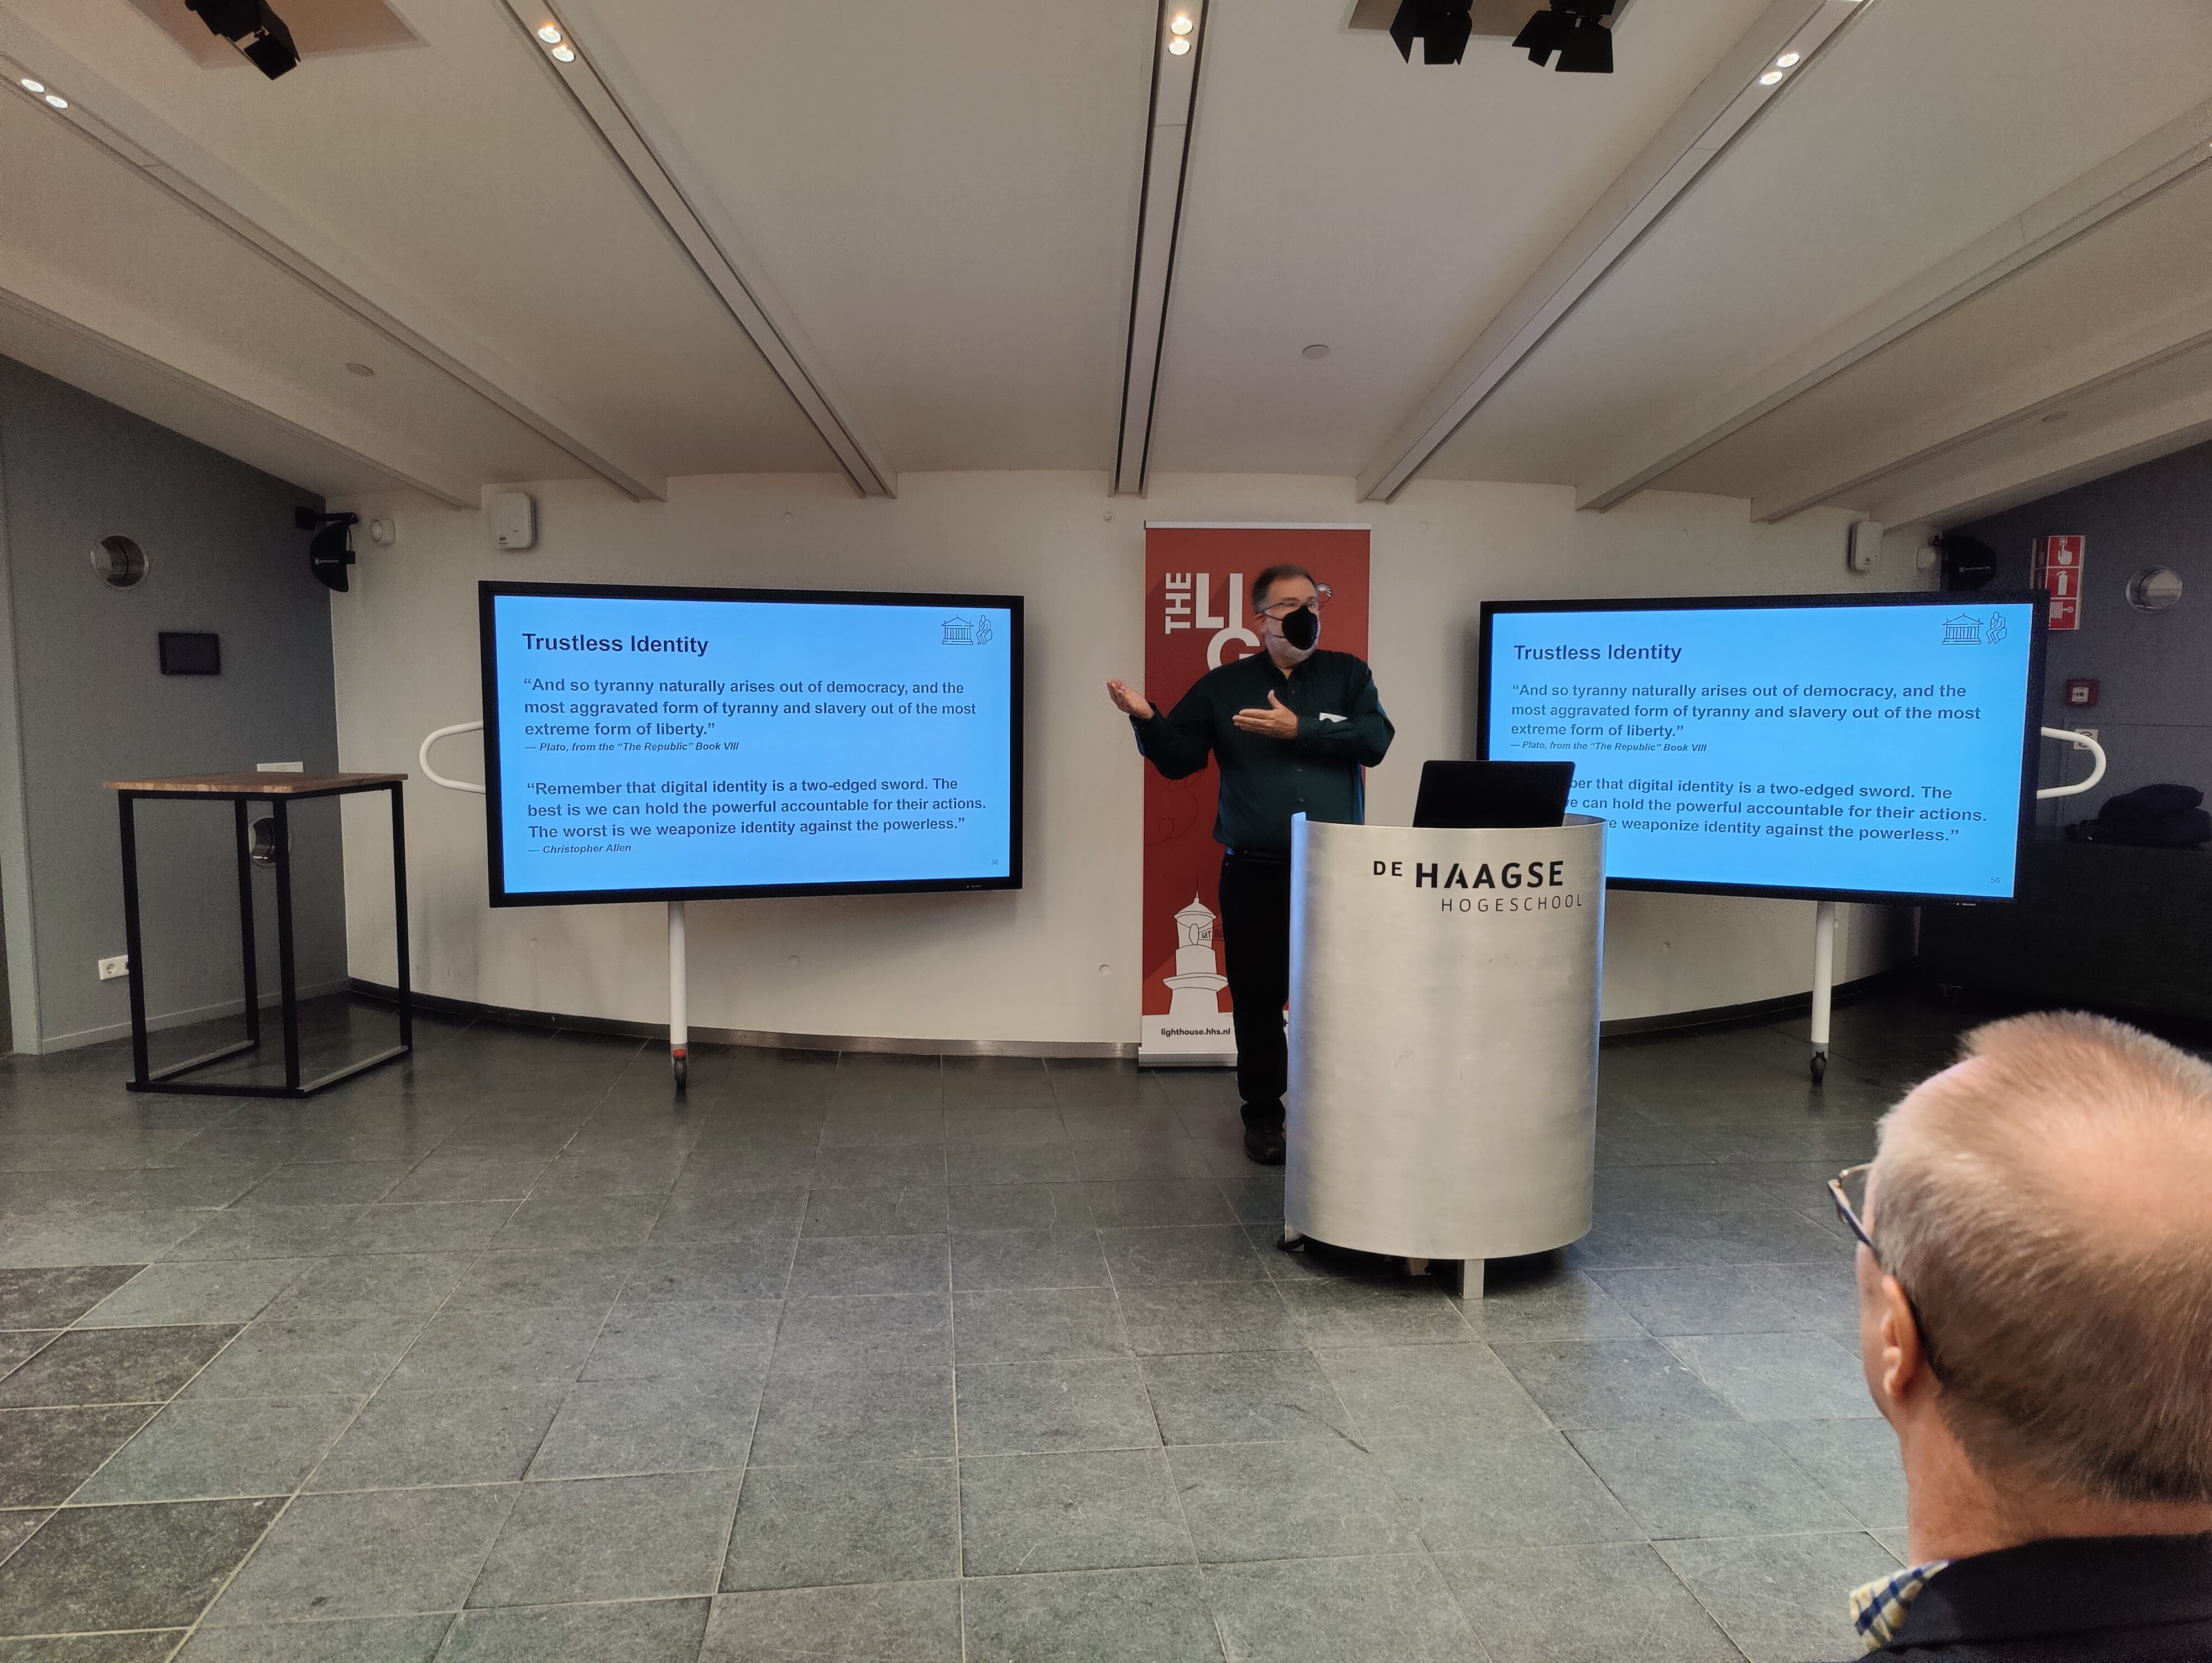 Trustless Identity
“And so tyranny naturally arises out of democracy, and the
most aggravated form of tyranny and slavery out of the most
extreme form of liberty.”
— Plato, from the “The Republic” Book VIII
“Remember that digital identity is a two-edged sword. The
best is we can hold the powerful accountable for their actions.
The worst is we weaponize identity against the powerless.”
— Christopher Allen
56
THE
LI
G
lighthouse.hhs.nl
DE HAAGSE
HOGESCHOOL
Trustless Identity
“And so tyranny naturally arises out of democracy, and the
most aggravated form of tyranny and slavery out of the most
extreme form of liberty.”
— Plato, from the “The Republic” Book VIII
that digital identity is a two-edged sword. The
can hold the powerful accountable for their actions.
weaponize identity against the powerless.”
56